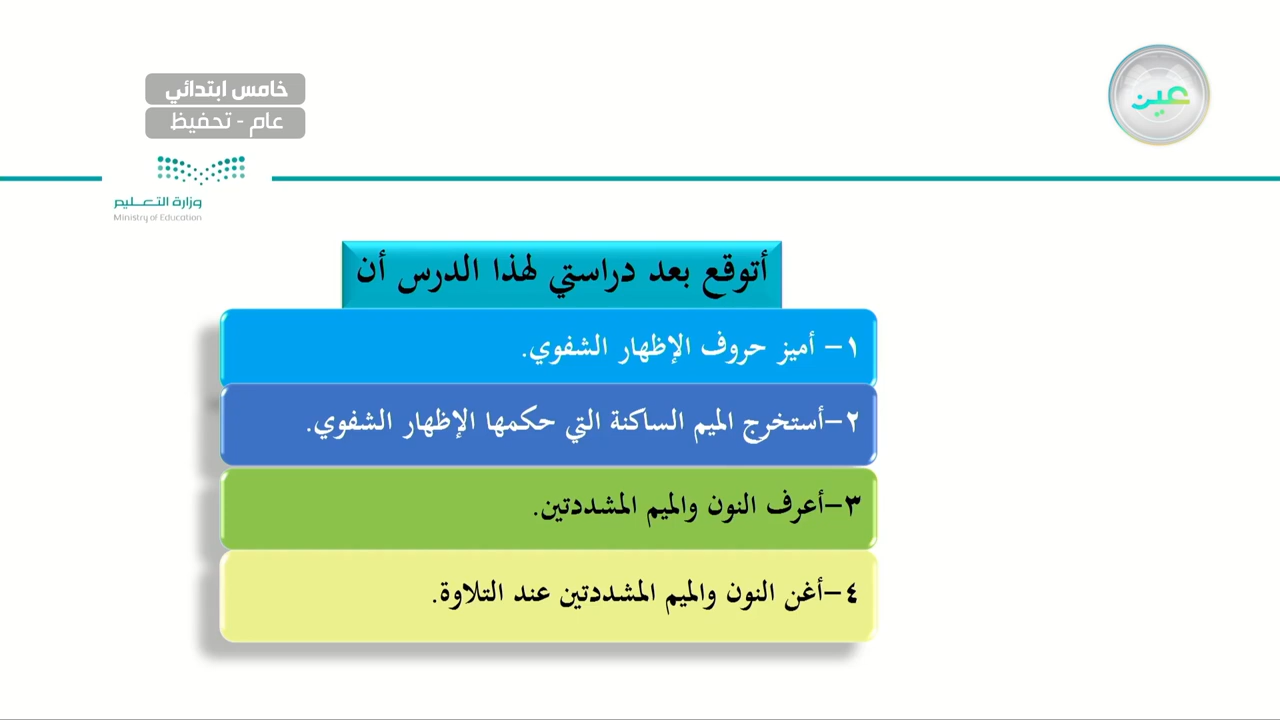 خامس ابتدائي
عام - تحفيظ
عين
وزارة التعـــليم
Ministry of Education
أتوقع بعد دراستي لهذا الدرس أن
١- أميز حروف الإظهار الشفوي.
٢-أستخرج الميم الساكنة التي حكمها الإظهار الشفوي.
٣-أعرف النون والميم المشددتين.
٤-أغن النون والميم المشددتين عند التلاوة.